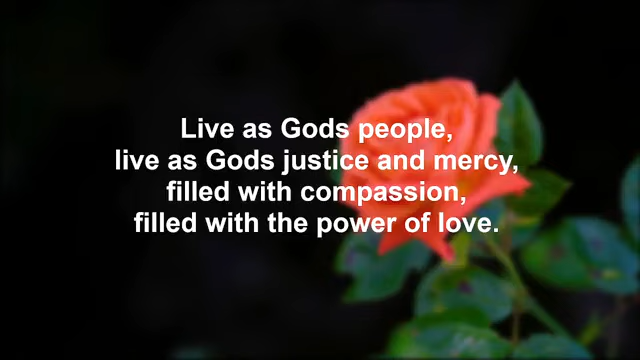 Live as Gods people,
live as Gods justice and mercy,
filled with compassion,
filled with the power of love.